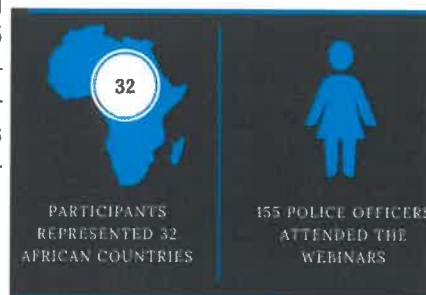 32
PARTICIPANTS
REPRESENTED 32
AFRICAN COUNTRIES
155 POLICE OFFICERS
ATTENDED THE
WEBINARS